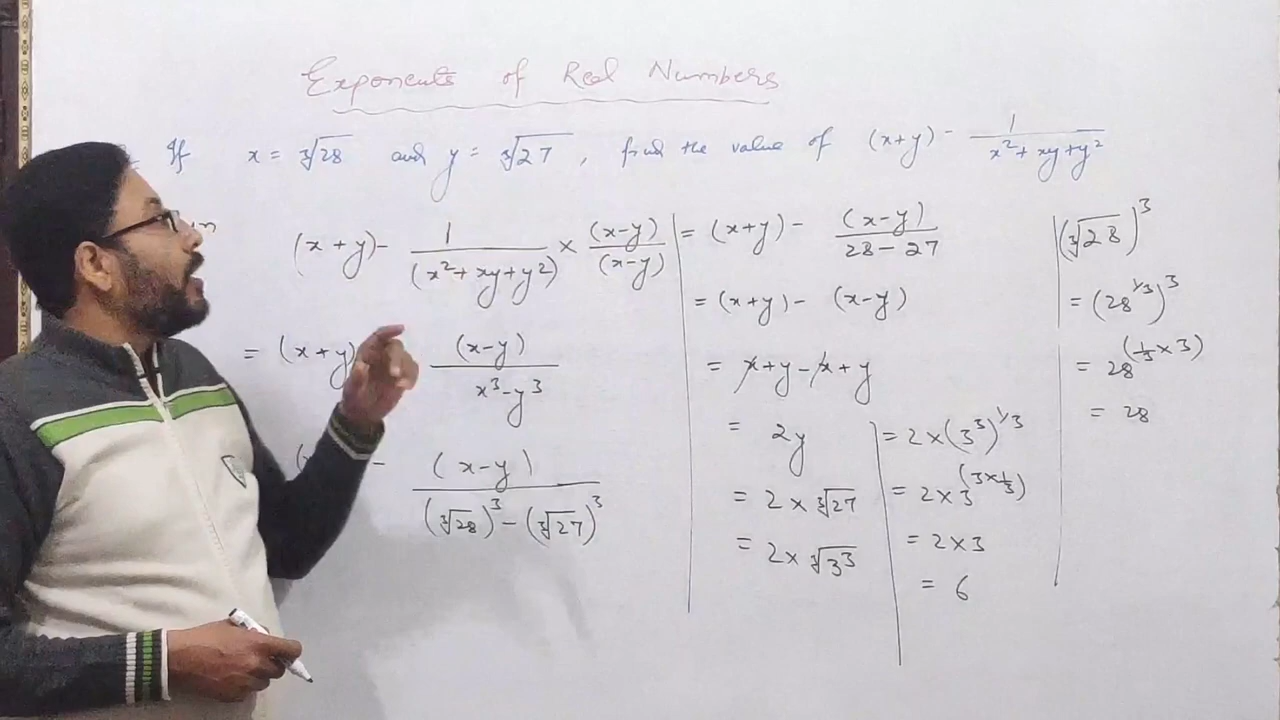 Exponents of Real Numbers
If x = ∛28 and y = ∛27, find the value of (x+y) - 1/(x²+xy+y²)
(x+y) - 1/(x²+xy+y²) × (x-y)/(x-y)
= (x+y) (x-y)/(x³-y³)
- (x-y)/((∛28)³ - (∛27)³)
= (x+y) - (x-y)/(28-27)
= (x+y) - (x-y)
= x+y-x+y
= 2y
= 2×∛27
= 2×∛3³
= 2×(3³)^1/3
= 2×3^(3×1/3)
= 2×3
= 6
(∛28)³
= (28^1/3)³
= 28^(1/3×3)
= 28